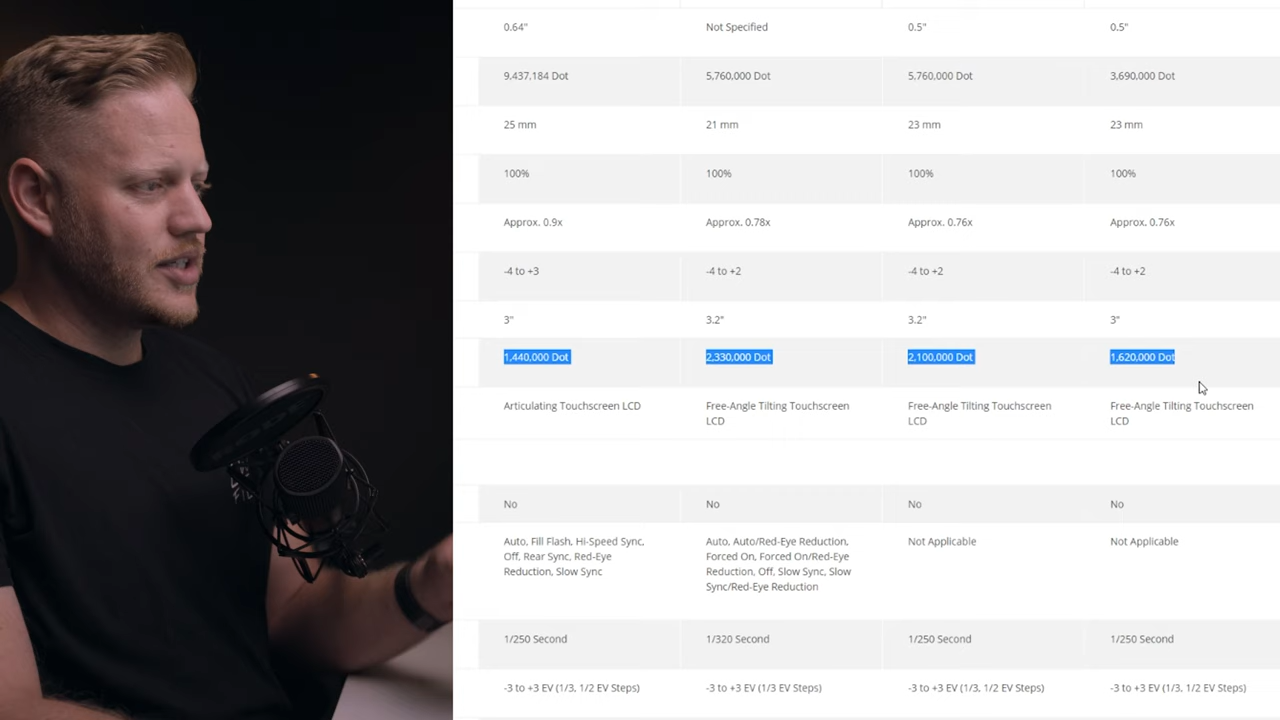 0.64" Not Specified 0.5" 0.5"
9,437,184 Dot 5,760,000 Dot 5,760,000 Dot 3,690,000 Dot
25 mm 21 mm 23 mm 23 mm
100% 100% 100% 100%
Approx. 0.9x Approx. 0.78x Approx. 0.76x Approx. 0.76x
-4 to +3 -4 to +2 -4 to +2 -4 to +2
3" 3.2" 3.2" 3"
1,440,000 Dot 2,330,000 Dot 2,100,000 Dot 1,620,000 Dot
Articulating Touchscreen LCD Free-Angle Tilting Touchscreen Free-Angle Tilting Touchscreen Free-Angle Tilting Touchscreen
LCD LCD LCD
No No No No
Auto, Fill Flash, Hi-Speed Sync, Auto, Auto/Red-Eye Reduction, Not Applicable Not Applicable
Off, Rear Sync, Red-Eye Forced On, Forced On/Red-Eye
Reduction, Slow Sync Reduction, Off, Slow Sync, Slow
Sync/Red-Eye Reduction
1/250 Second 1/320 Second 1/250 Second 1/250 Second
-3 to +3 EV (1/3, 1/2 EV Steps) -3 to +3 EV (1/3 EV Steps) -3 to +3 EV (1/3, 1/2 EV Steps) -3 to +3 EV (1/3, 1/2 EV Steps)